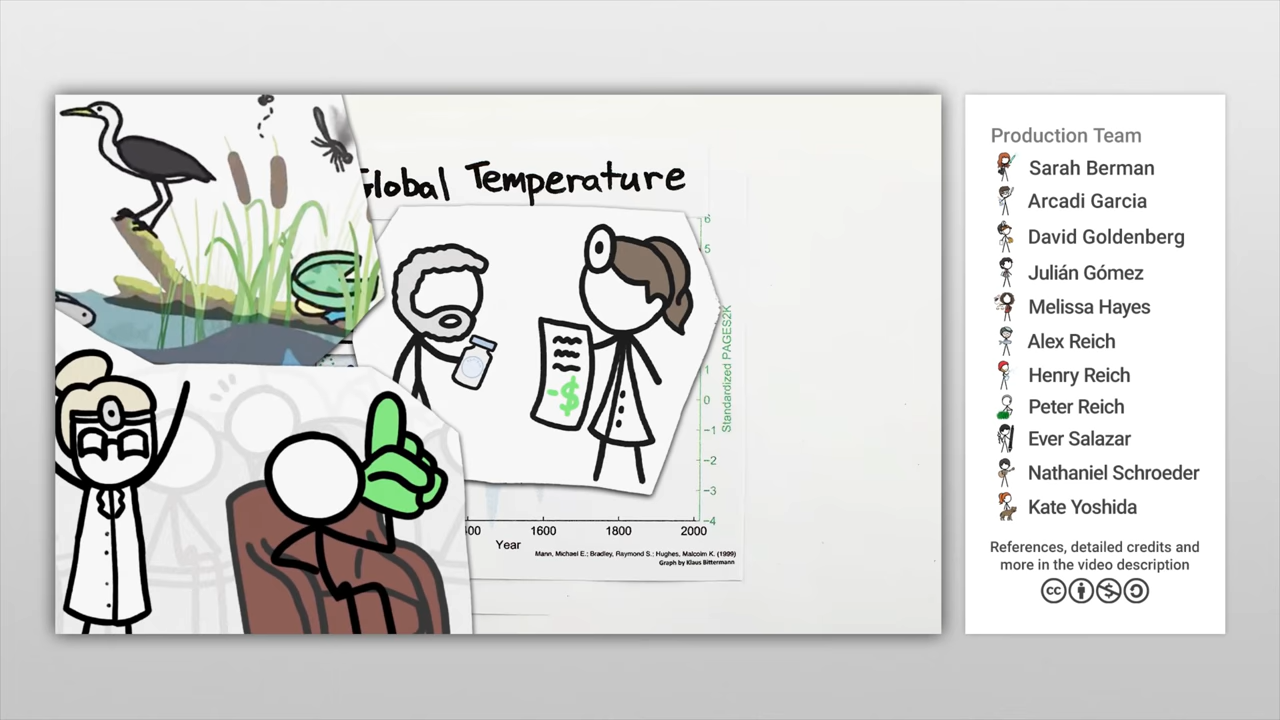 Global Temperature
6
5
1
0
-1
-2
-3
-4
Standardized PAGES2K
-$
1600
1800
2000
Year
Mann, Michael E.; Bradley, Raymond S.; Hughes, Malcolm K. (1999)
Graph by Klaus Bittermann
Production Team
Sarah Berman
Arcadi Garcia
David Goldenberg
Julián Gómez
Melissa Hayes
Alex Reich
Henry Reich
Peter Reich
Ever Salazar
Nathaniel Schroeder
Kate Yoshida
References, detailed credits and
more in the video description
cc